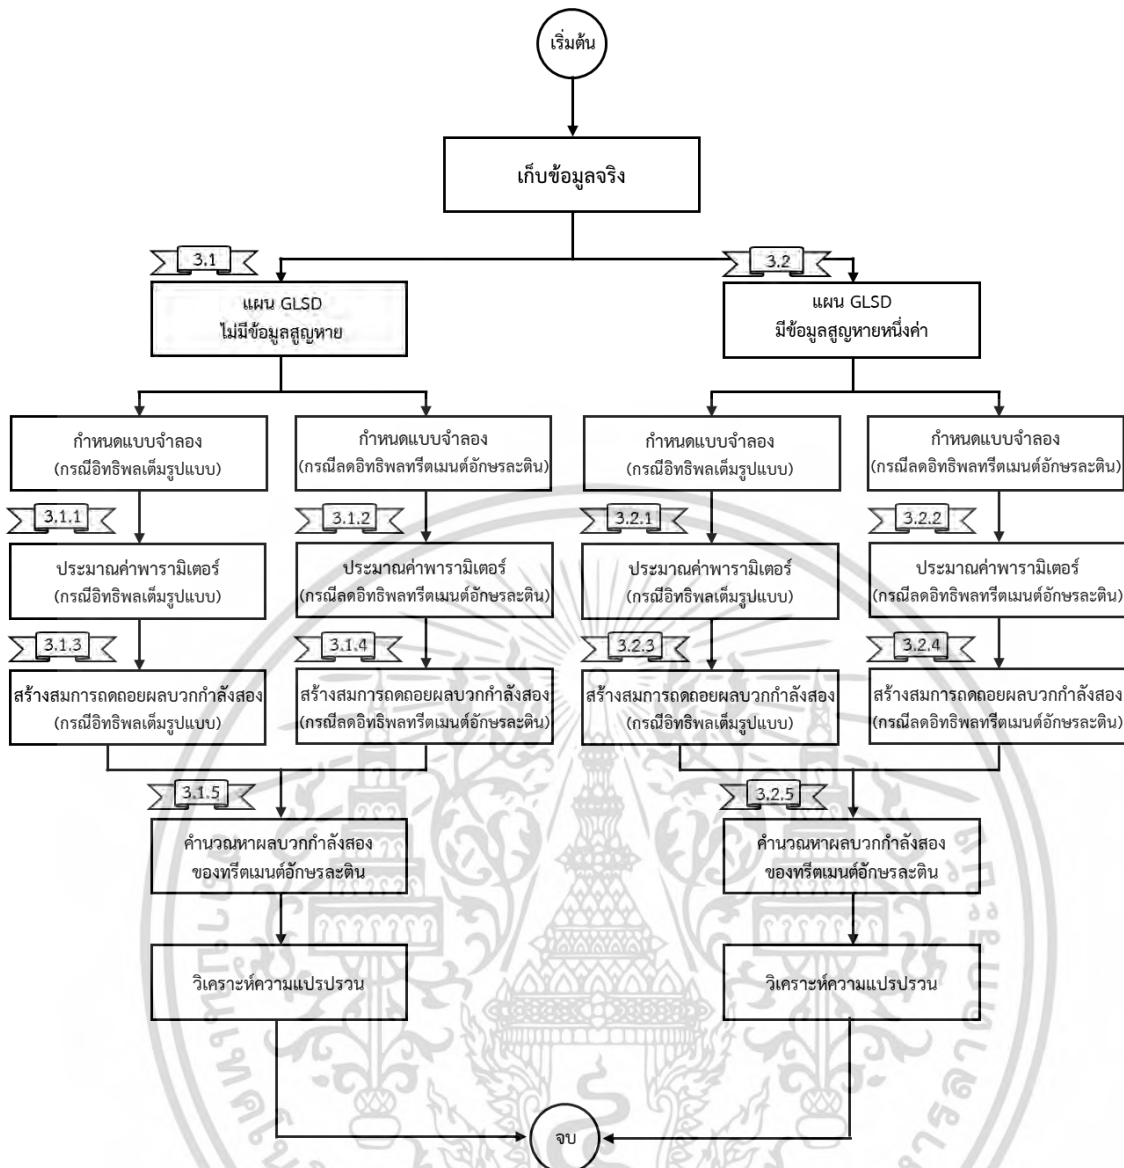 เริ่มต้น
เก็บข้อมูลจริง
3.1
3.2
แผน GLSD
ไม่มีข้อมูลสูญหาย
แผน GLSD
มีข้อมูลสูญหายหนึ่งค่า
กำหนดแบบจำลอง
(กรณีอิทธิพลเต็มรูปแบบ)
กำหนดแบบจำลอง
(กรณีลดอิทธิพลทรีตเมนต์อักษรละติน)
กำหนดแบบจำลอง
(กรณีอิทธิพลเต็มรูปแบบ)
กำหนดแบบจำลอง
(กรณีลดอิทธิพลทรีตเมนต์อักษรละติน)
3.1.1
3.1.2
3.2.1
3.2.2
ประมาณค่าพารามิเตอร์
(กรณีอิทธิพลเต็มรูปแบบ)
ประมาณค่าพารามิเตอร์
(กรณีลดอิทธิพลทรีตเมนต์อักษรละติน)
ประมาณค่าพารามิเตอร์
(กรณีอิทธิพลเต็มรูปแบบ)
ประมาณค่าพารามิเตอร์
(กรณีลดอิทธิพลทรีตเมนต์อักษรละติน)
3.1.3
3.1.4
3.2.3
3.2.4
สร้างสมการถดถอยผลบวกกำลังสอง
(กรณีอิทธิพลเต็มรูปแบบ)
สร้างสมการถดถอยผลบวกกำลังสอง
(กรณีลดอิทธิพลทรีตเมนต์อักษรละติน)
สร้างสมการถดถอยผลบวกกำลังสอง
(กรณีอิทธิพลเต็มรูปแบบ)
สร้างสมการถดถอยผลบวกกำลังสอง
(กรณีลดอิทธิพลทรีตเมนต์อักษรละติน)
3.1.5
3.2.5
คำนวณหาผลบวกกำลังสอง
ของทรีตเมนต์อักษรละติน
คำนวณหาผลบวกกำลังสอง
ของทรีตเมนต์อักษรละติน
วิเคราะห์ความแปรปรวน
วิเคราะห์ความแปรปรวน
จบ